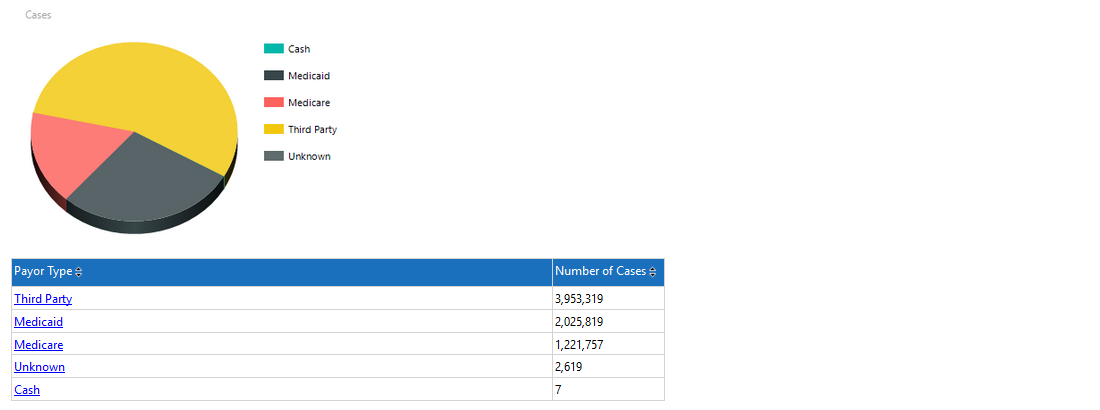 Cases
Cash
Medicaid
Medicare
Third Party
Unknown
Payor Type Number of Cases
Third Party 3,953,319
Medicaid 2,025,819
Medicare 1,221,757
Unknown 2,619
Cash 7